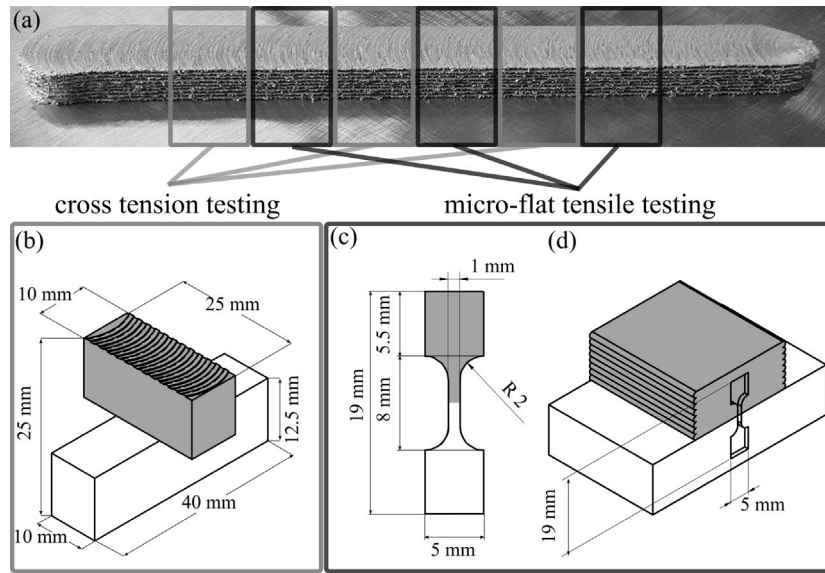 (a)
cross tension testing
micro-flat tensile testing
(b)
10 mm
25 mm
25 mm
12.5 mm
40 mm
10 mm
(c)
1 mm
5.5 mm
19 mm
8 mm
R 2
5 mm
(d)
19 mm
5 mm